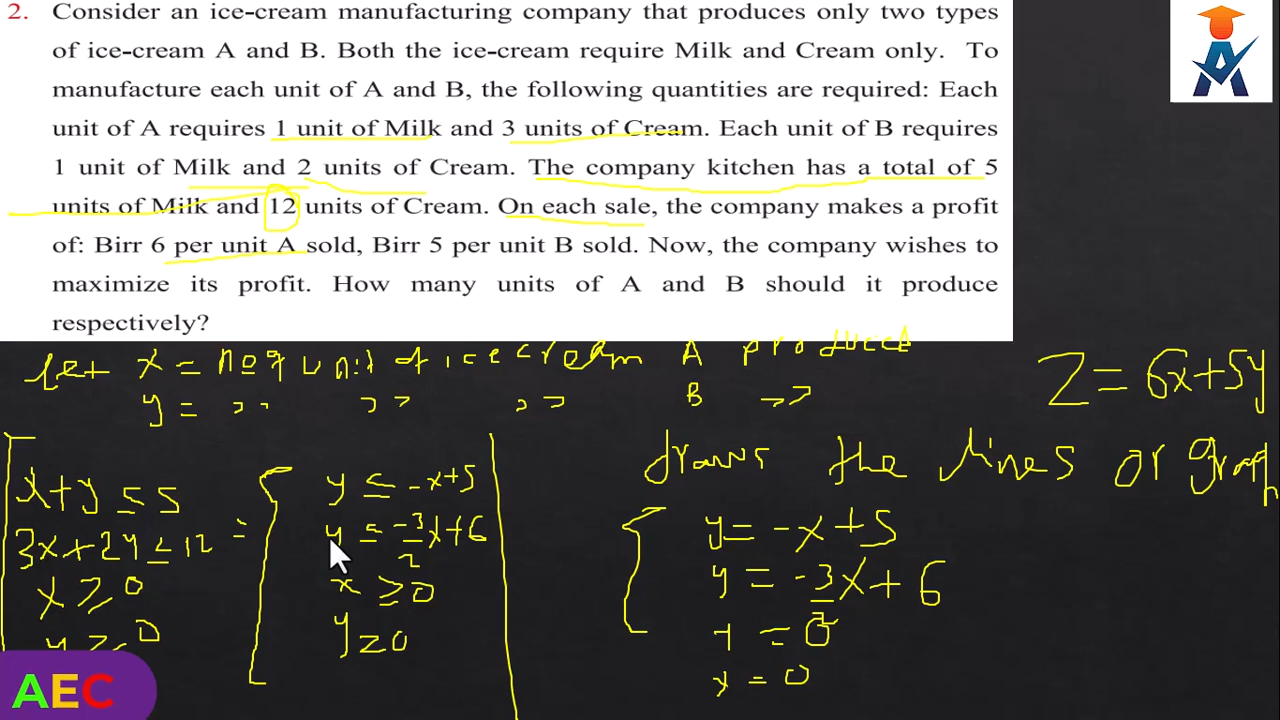 2. Consider an ice-cream manufacturing company that produces only two types
of ice-cream A and B. Both the ice-cream require Milk and Cream only. To
manufacture each unit of A and B, the following quantities are required: Each
unit of A requires 1 unit of Milk and 3 units of Cream. Each unit of B requires
1 unit of Milk and 2 units of Cream. The company kitchen has a total of 5
units of Milk and 12 units of Cream. On each sale, the company makes a profit
of: Birr 6 per unit A sold, Birr 5 per unit B sold. Now, the company wishes to
maximize its profit. How many units of A and B should it produce
respectively?
let x = no of unit of ice cream A produced
y = ,, ,, ,, B ,,
Z = 6x+5y
draws the lines or graph
x+y ≤ 5
3x+2y ≤ 12
x ≥ 0
y ≥ 0
=
y ≤ -x+5
y ≤ -3/2x+6
x ≥ 0
y ≥ 0
y = -x+5
y = -3/2x+6
y = 0
x = 0
AEC